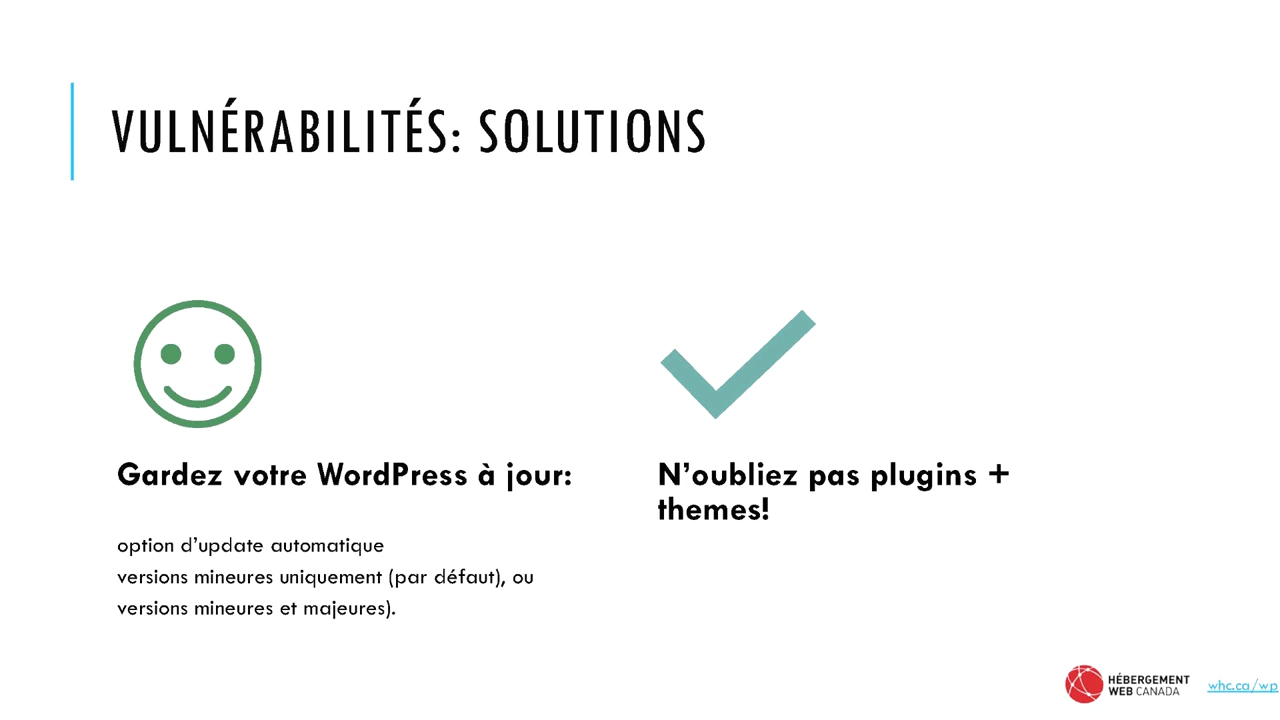 VULNÉRABILITÉS: SOLUTIONS
Gardez votre WordPress à jour:
option d'update automatique
versions mineures uniquement (par défaut), ou
versions mineures et majeures).
N'oubliez pas plugins +
themes!
HÉBERGEMENT
WEB CANADA
whc.ca/wp